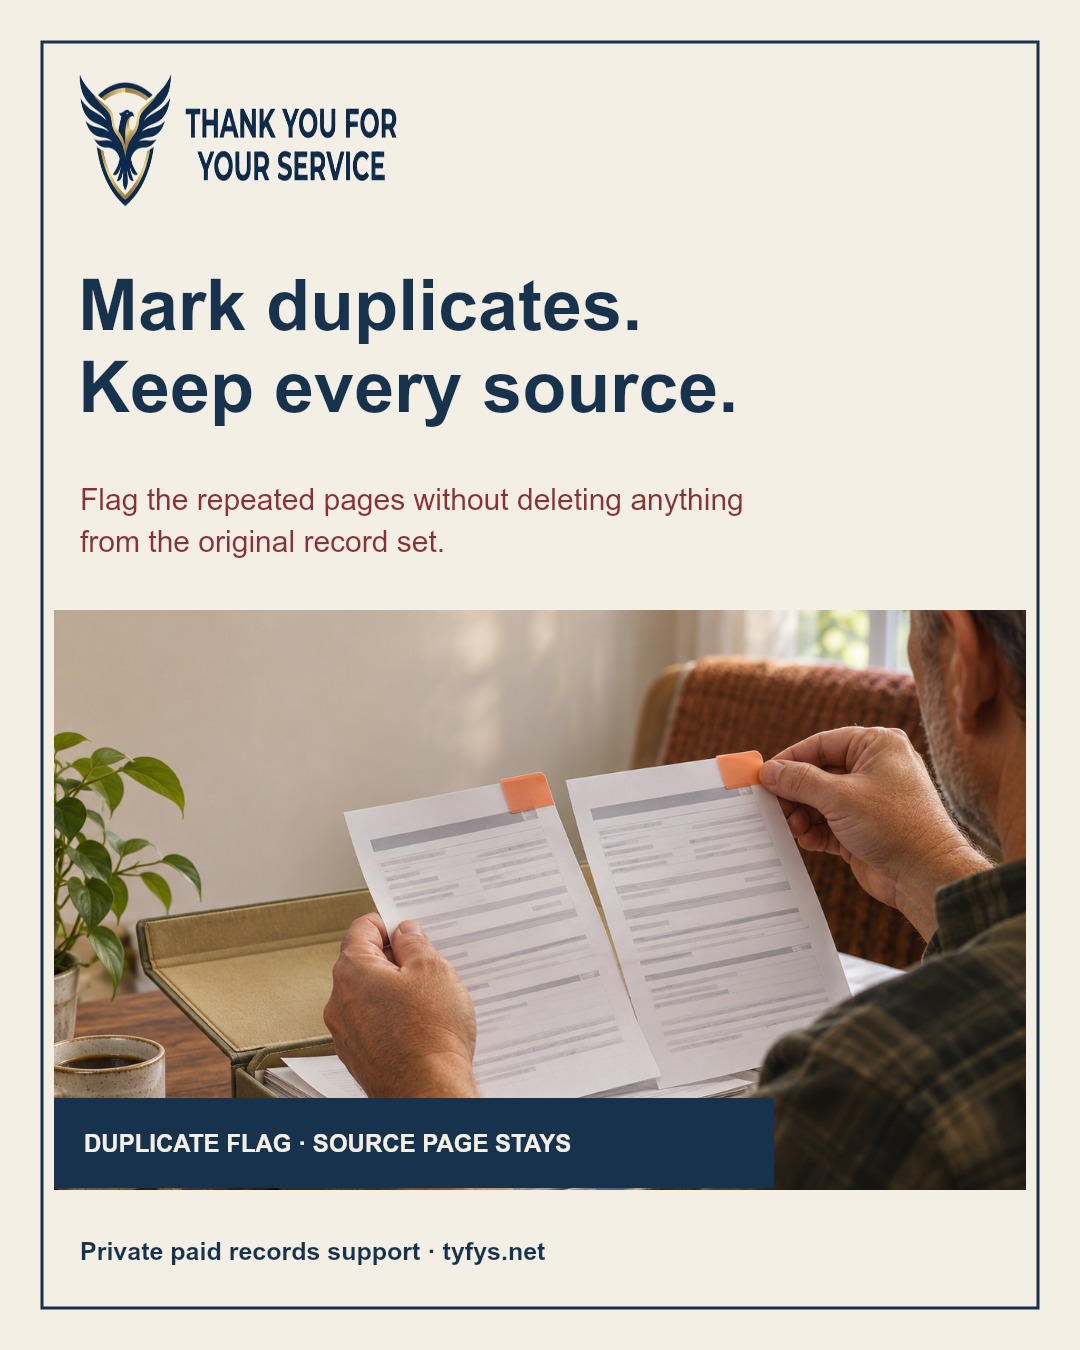 THANK YOU FOR
YOUR SERVICE
Mark duplicates.
Keep every source.
Flag the repeated pages without deleting anything
from the original record set.
DUPLICATE FLAG · SOURCE PAGE STAYS
Private paid records support · tyfys.net